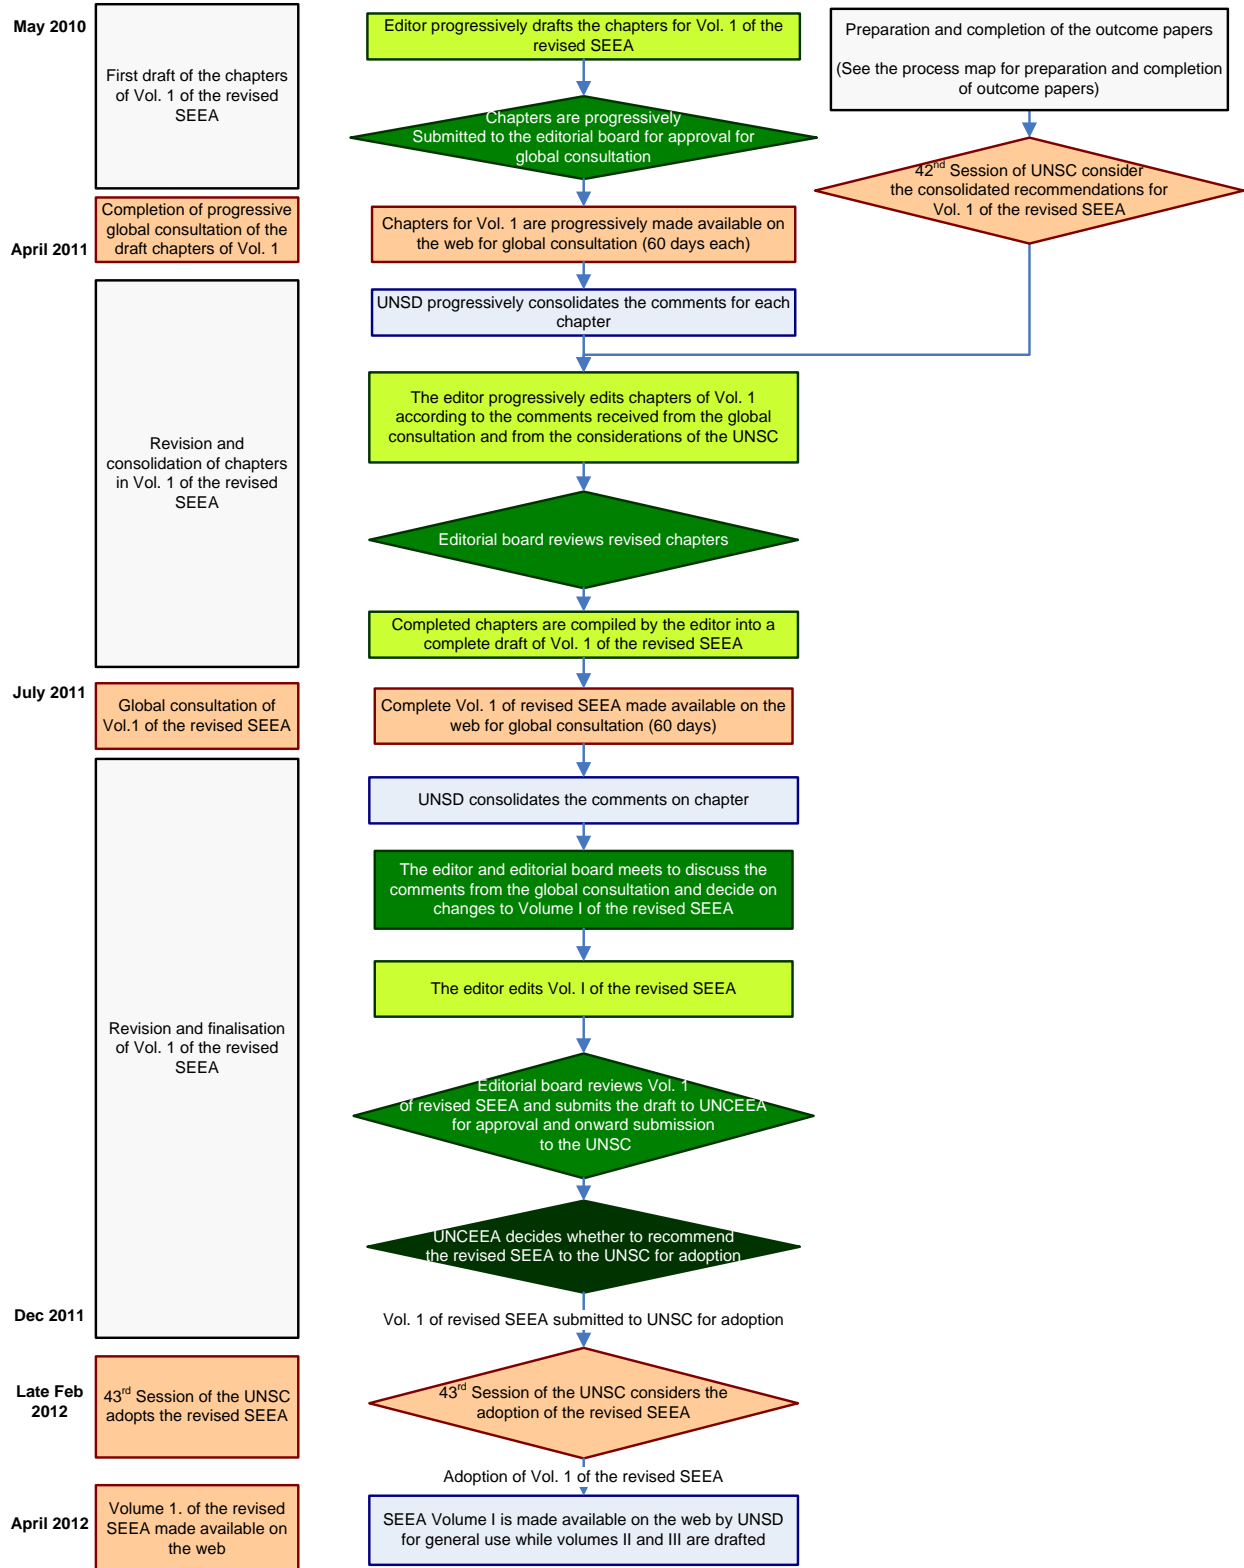 May 2010
First draft of the chapters
of Vol. 1 of the revised
SEEA
Editor progressively drafts the chapters for Vol. 1 of the
revised SEEA
Preparation and completion of the outcome papers
(See the process map for preparation and completion
of outcome papers)
Chapters are progressively
Submitted to the editorial board for approval for
global consultation
42nd Session of UNSC consider
the consolidated recommendations for
Vol. 1 of the revised SEEA
April 2011
Completion of progressive
global consultation of the
draft chapters of Vol. 1
Chapters for Vol. 1 are progressively made available on
the web for global consultation (60 days each)
UNSD progressively consolidates the comments for each
chapter
Revision and
consolidation of chapters
in Vol. 1 of the revised
SEEA
The editor progressively edits chapters of Vol. 1
according to the comments received from the global
consultation and from the considerations of the UNSC
Editorial board reviews revised chapters
Completed chapters are compiled by the editor into a
complete draft of Vol. 1 of the revised SEEA
July 2011
Global consultation of
Vol.1 of the revised SEEA
Complete Vol. 1 of revised SEEA made available on the
web for global consultation (60 days)
UNSD consolidates the comments on chapter
The editor and editorial board meets to discuss the
comments from the global consultation and decide on
changes to Volume I of the revised SEEA
The editor edits Vol. I of the revised SEEA
Revision and finalisation
of Vol. 1 of the revised
SEEA
Editorial board reviews Vol. 1
of revised SEEA and submits the draft to UNCEEA
for approval and onward submission
to the UNSC
UNCEEA decides whether to recommend
the revised SEEA to the UNSC for adoption
Dec 2011
Vol. 1 of revised SEEA submitted to UNSC for adoption
Late Feb
2012
43rd Session of the UNSC
adopts the revised SEEA
43rd Session of the UNSC considers the
adoption of the revised SEEA
Adoption of Vol. 1 of the revised SEEA
April 2012
Volume 1. of the revised
SEEA made available on
the web
SEEA Volume I is made available on the web by UNSD
for general use while volumes II and III are drafted